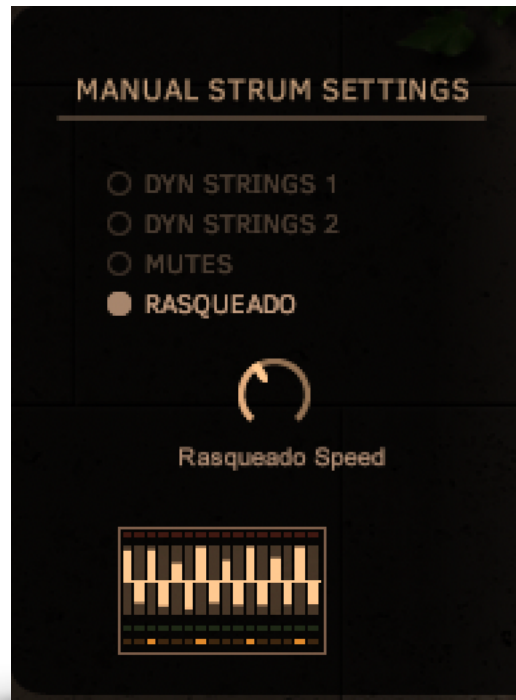 MANUAL STRUM SETTINGS
DYN STRINGS 1
DYN STRINGS 2
MUTES
RASQUEADO
Rasqueado Speed